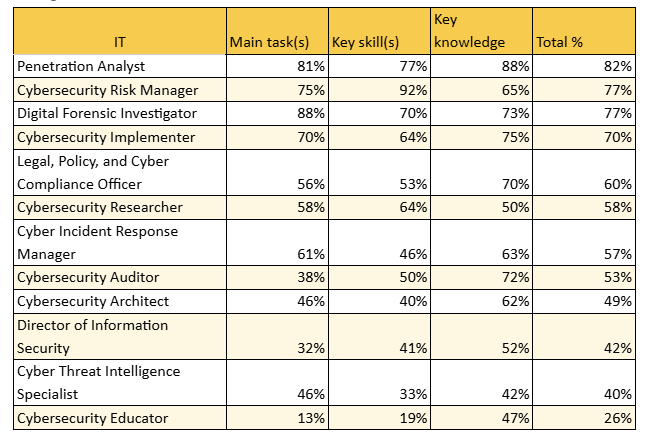 IT Main task(s) Key skill(s) Key knowledge Total %
Penetration Analyst 81% 77% 88% 82%
Cybersecurity Risk Manager 75% 92% 65% 77%
Digital Forensic Investigator 88% 70% 73% 77%
Cybersecurity Implementer 70% 64% 75% 70%
Legal, Policy, and Cyber
Compliance Officer 56% 53% 70% 60%
Cybersecurity Researcher 58% 64% 50% 58%
Cyber Incident Response
Manager 61% 46% 63% 57%
Cybersecurity Auditor 38% 50% 72% 53%
Cybersecurity Architect 46% 40% 62% 49%
Director of Information
Security 32% 41% 52% 42%
Cyber Threat Intelligence
Specialist 46% 33% 42% 40%
Cybersecurity Educator 13% 19% 47% 26%